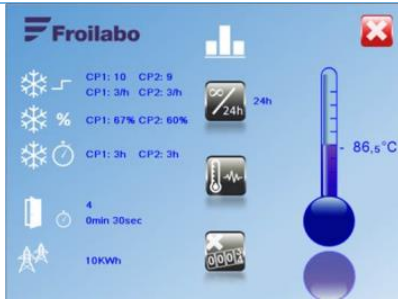 Froilabo
CP1: 10 CP2: 9
CP1: 3/h CP2: 3/h
% CP1: 67% CP2: 60%
CP1: 3h CP2: 3h
4
0min 30sec
10KWh
∞/24h 24h
000
- 86,5°C